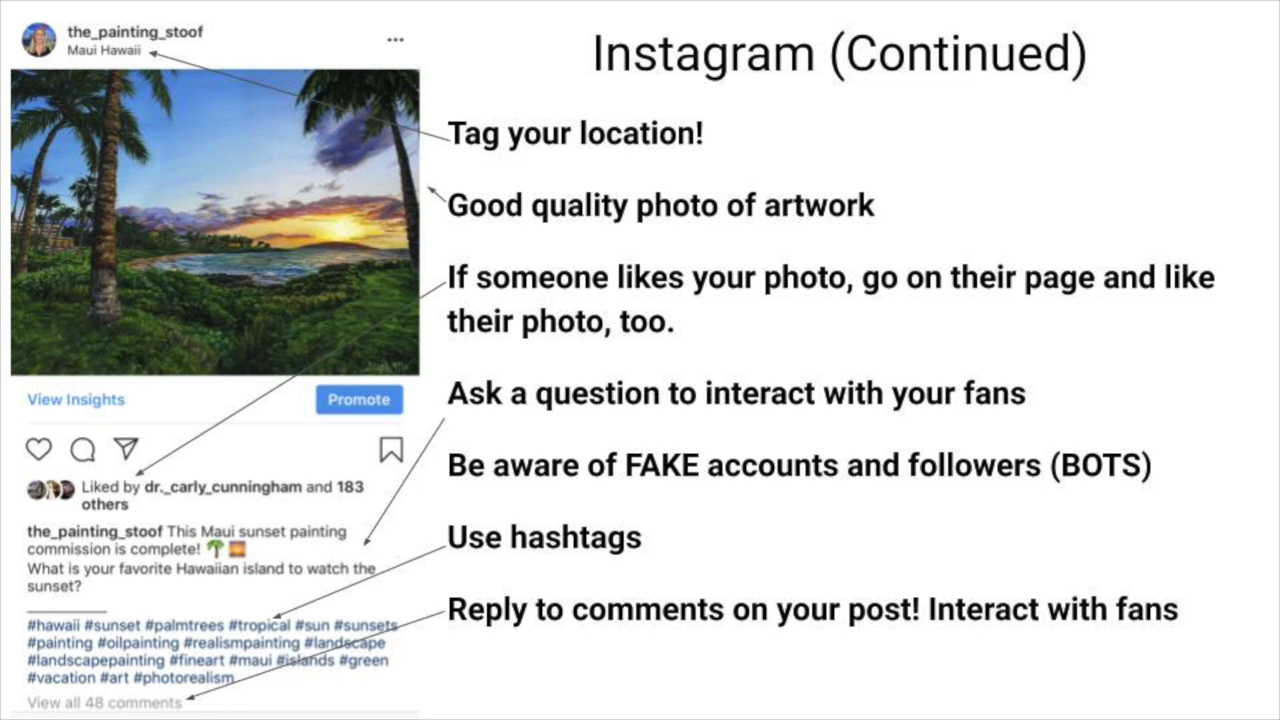 the_painting_stoof
Maui Hawaii
Instagram (Continued)
Tag your location!
Good quality photo of artwork
If someone likes your photo, go on their page and like
their photo, too.
Ask a question to interact with your fans
Be aware of FAKE accounts and followers (BOTS)
Use hashtags
Reply to comments on your post! Interact with fans
View Insights
Promote
Liked by dr._carly_cunningham and 183
others
the_painting_stoof This Maui sunset painting
commission is complete! 🌴 🌅
What is your favorite Hawaiian island to watch the
sunset?
#hawaii #sunset #palmtrees #tropical #sun #sunsets
#painting #oilpainting #realismpainting #landscape
#landscapepainting #fineart #maui #islands #green
#vacation #art #photorealism
View all 48 comments